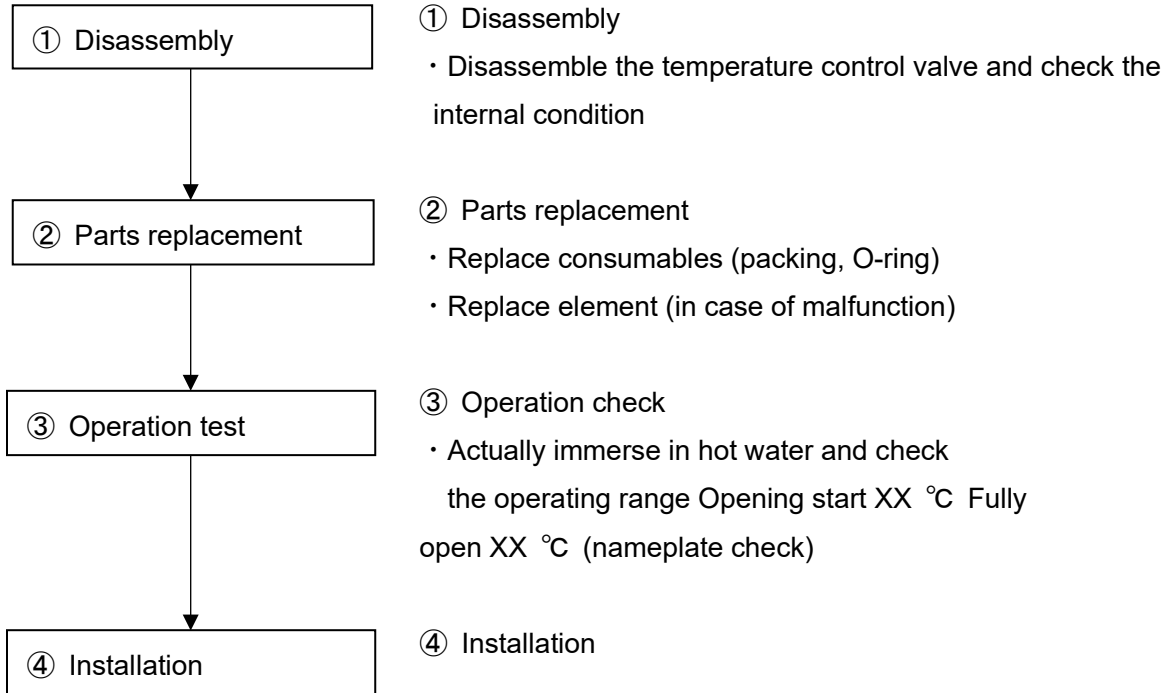 ① Disassembly
① Disassembly
・Disassemble the temperature control valve and check the
internal condition
② Parts replacement
② Parts replacement
・Replace consumables (packing, O-ring)
・Replace element (in case of malfunction)
③ Operation test
③ Operation check
・Actually immerse in hot water and check
the operating range Opening start XX ℃ Fully
open XX ℃ (nameplate check)
④ Installation
④ Installation